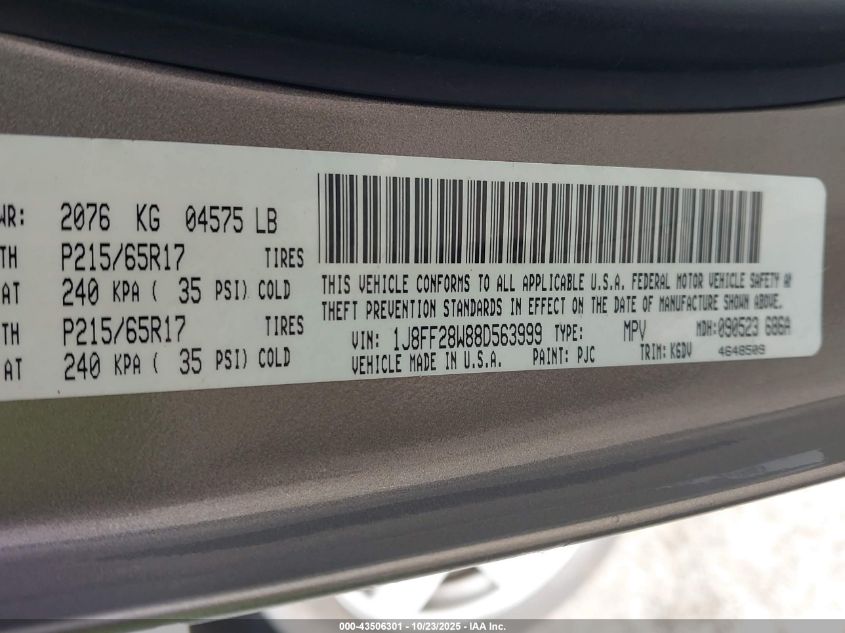 WR: 2076 KG 04575 LB
TH P215/65R17 TIRES
AT 240 KPA ( 35 PSI) COLD
TH P215/65R17 TIRES
AT 240 KPA ( 35 PSI) COLD
THIS VEHICLE CONFORMS TO ALL APPLICABLE U.S.A. FEDERAL MOTOR VEHICLE SAFETY AN
THEFT PREVENTION STANDARDS IN EFFECT ON THE DATE OF MANUFACTURE SHOWN ABOVE.
VIN: 1J8FF28W88D563999 TYPE: MPV MDH:090523 686A
VEHICLE MADE IN U.S.A. PAINT: PJC TRIM:K6DV 4648509
000-43506301 - 10/23/2025 - IAA Inc.